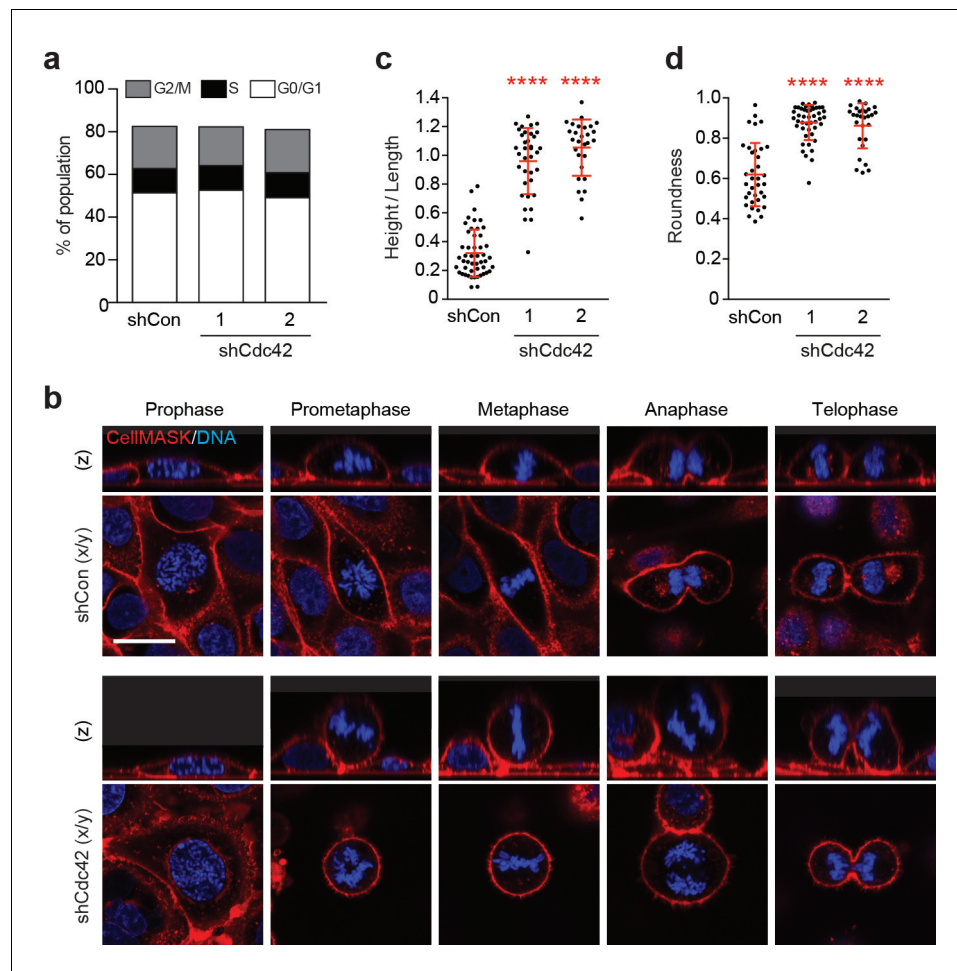 a
G2/M S G0/G1
% of population
100
80
60
40
20
0
shCon 1 2
shCdc42
c
**** ****
Height / Length
1.4
1.2
1.0
0.8
0.6
0.4
0.2
0
shCon 1 2
shCdc42
d
**** ****
Roundness
1.0
0.8
0.6
0.4
0.2
0
shCon 1 2
shCdc42
b
Prophase Prometaphase Metaphase Anaphase Telophase
CellMASK/DNA
(z)
shCon (x/y)
(z)
shCdc42 (x/y)